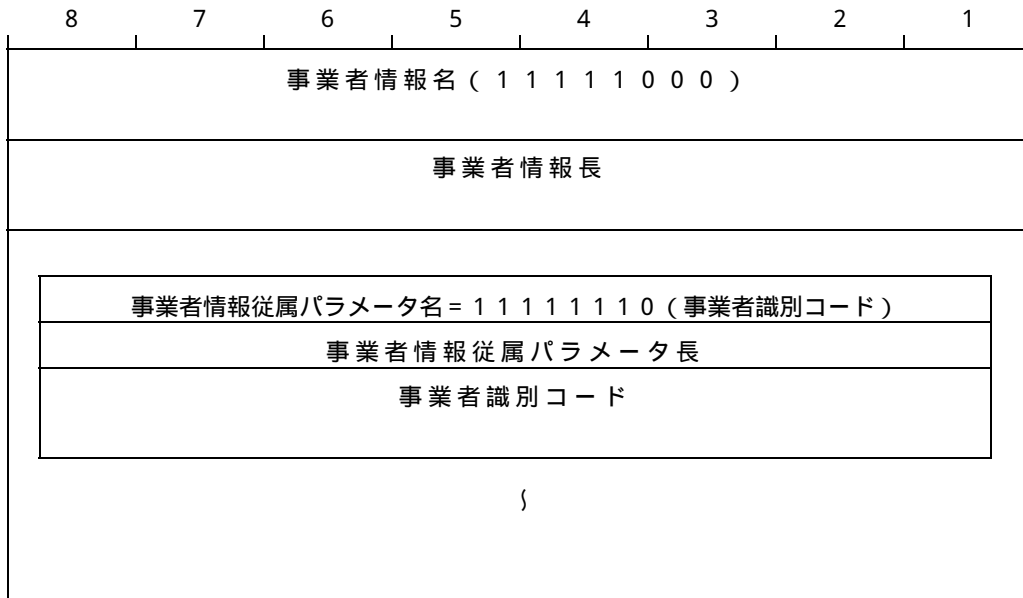 8 7 6 5 4 3 2 1
事業者情報名(11111000)
事業者情報長
事業者情報従属パラメータ名=11111110(事業者識別コード)
事業者情報従属パラメータ長
事業者識別コード
∽